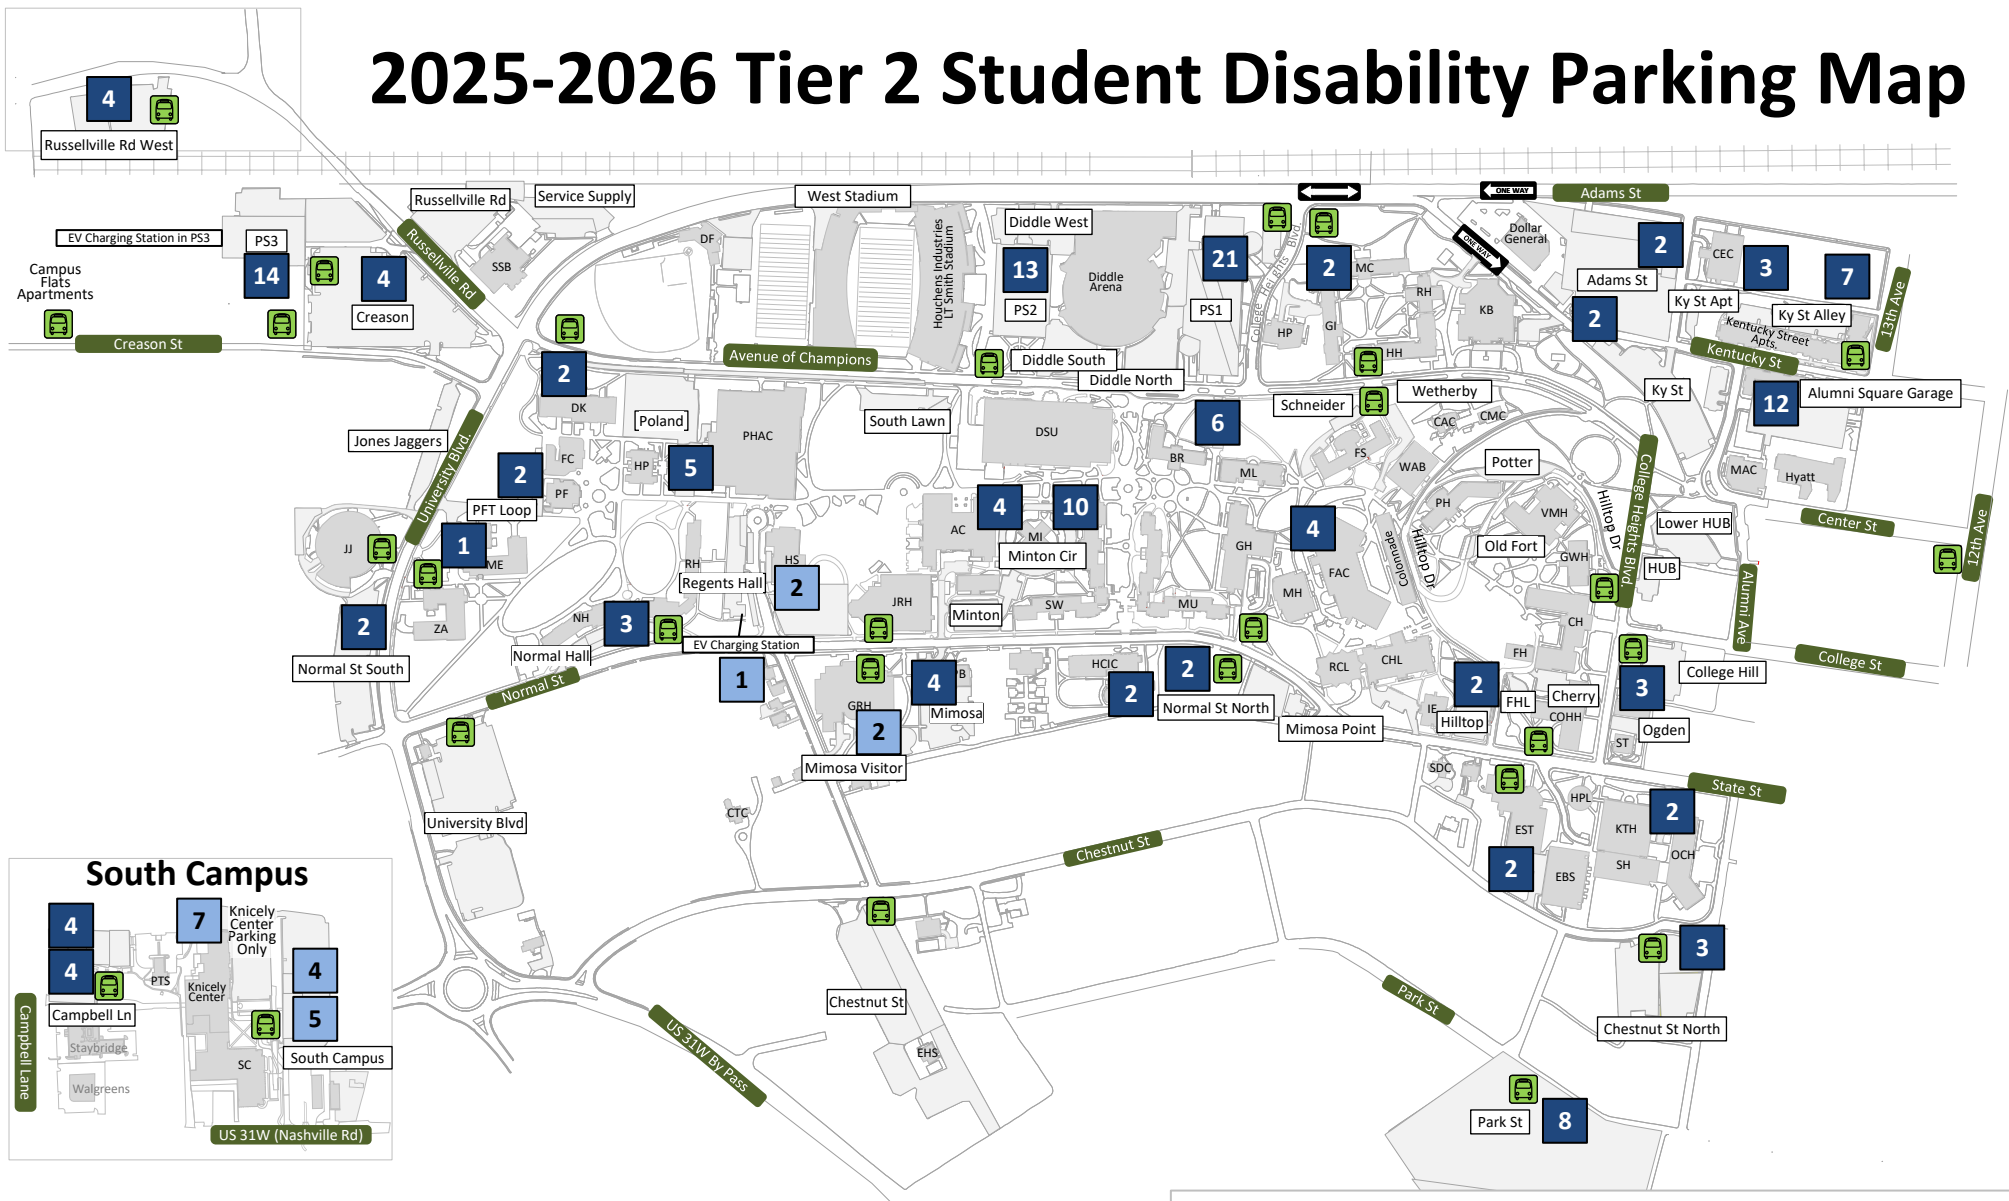 2025-2026 Tier 2 Student Disability Parking Map
4
Russellville Rd West
Russellville Rd
Service Supply
West Stadium
ONE WAY
Adams St
EV Charging Station in PS3
PS3
14
Campus
Flats
Apartments
4
Creason
Creason St
Russellville Rd
SSB
DF
Houchens Industries
LT Smith Stadium
Diddle West
13
PS2
Diddle
Arena
21
PS1
College Heights Blvd.
2
MC
RH
GI
HP
HH
KB
ONE WAY
Dollar
General
2
Adams St
2
CEC
3
7
Ky St Apt
Ky St Alley
Kentucky Street
Apts.
Kentucky St
13th Ave
Avenue of Champions
Diddle South
Diddle North
Wetherby
Schneider
Ky St
12
Alumni Square Garage
2
DK
Poland
PHAC
South Lawn
DSU
6
BR
ML
FS
CAC
CMC
WAB
Potter
Jones Jaggers
University Blvd.
FC
HP
5
2
PF
PFT Loop
MAC
Hyatt
College Heights Blvd.
Hilltop Dr
VMH
PH
Old Fort
GWH
Lower HUB
HUB
Center St
12th Ave
JJ
1
ME
RH
HS
Regents Hall
2
AC
4
10
MI
Minton Cir
GH
4
FAC
Colonnade
Hilltop Dr
ZA
2
Normal St South
NH
3
Normal Hall
Normal St
EV Charging Station
1
JRH
Minton
SW
MU
MH
CH
FH
Alumni Ave
College St
College Hill
GRH
2
Mimosa Visitor
4
PB
Mimosa
HCIC
2
2
Normal St North
RCL
CHL
Mimosa Point
IE
2
Hilltop
FHL
Cherry
COHH
3
Ogden
ST
State St
SDC
HPL
2
KTH
EST
SH
OCH
2
EBS
University Blvd
CTC
Chestnut St
3
Chestnut St North
South Campus
4
4
7
Knicely
Center
Parking
Only
PTS
Knicely
Center
4
5
Campbell Ln
Campbell Lane
Staybridge
Walgreens
SC
South Campus
US 31W (Nashville Rd)
Chestnut St
EHS
US 31W By Pass
Park St
Park St
8